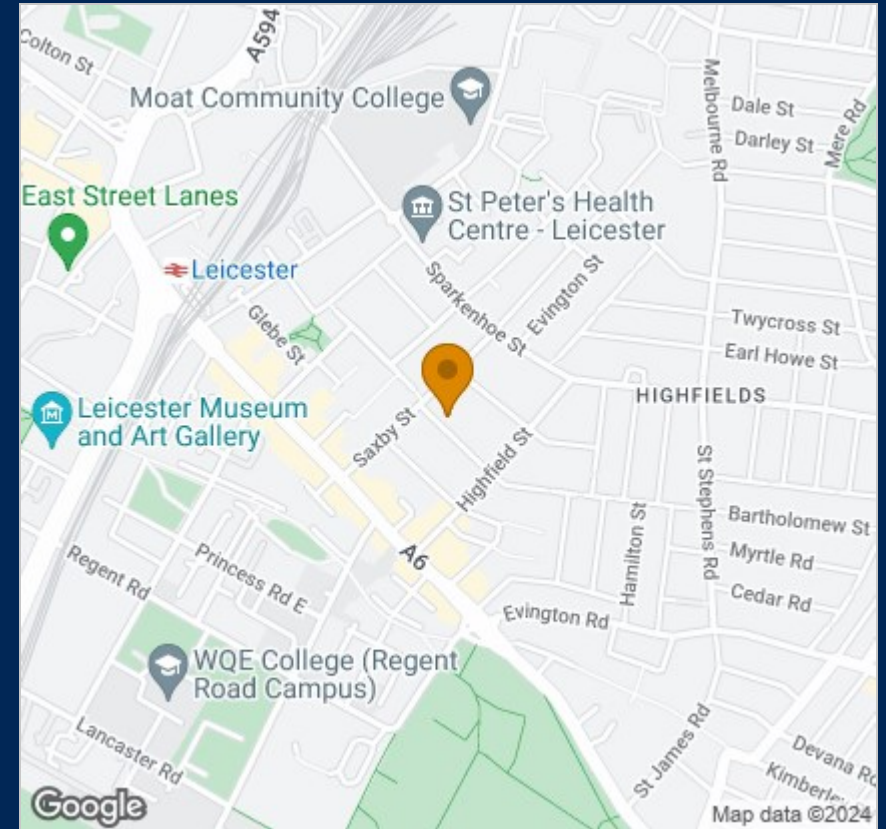 Colton St
A594
Moat Community College
Melbourne Rd
Dale St
Darley St
Mere Rd
East Street Lanes
St Peter's Health
Centre - Leicester
Leicester
Sparkenhoe St
Evington St
Glebe St
Twycross St
Earl Howe St
HIGHFIELDS
Leicester Museum
and Art Gallery
Saxby St
Highfield St
St Stephens Rd
Bartholomew St
Hamilton St
A6
Myrtle Rd
Princess Rd E
Regent Rd
Cedar Rd
Evington Rd
WQE College (Regent
Road Campus)
Lancaster Rd
St James Rd
Devana Rd
Kimberle
Google
Map data ©2024